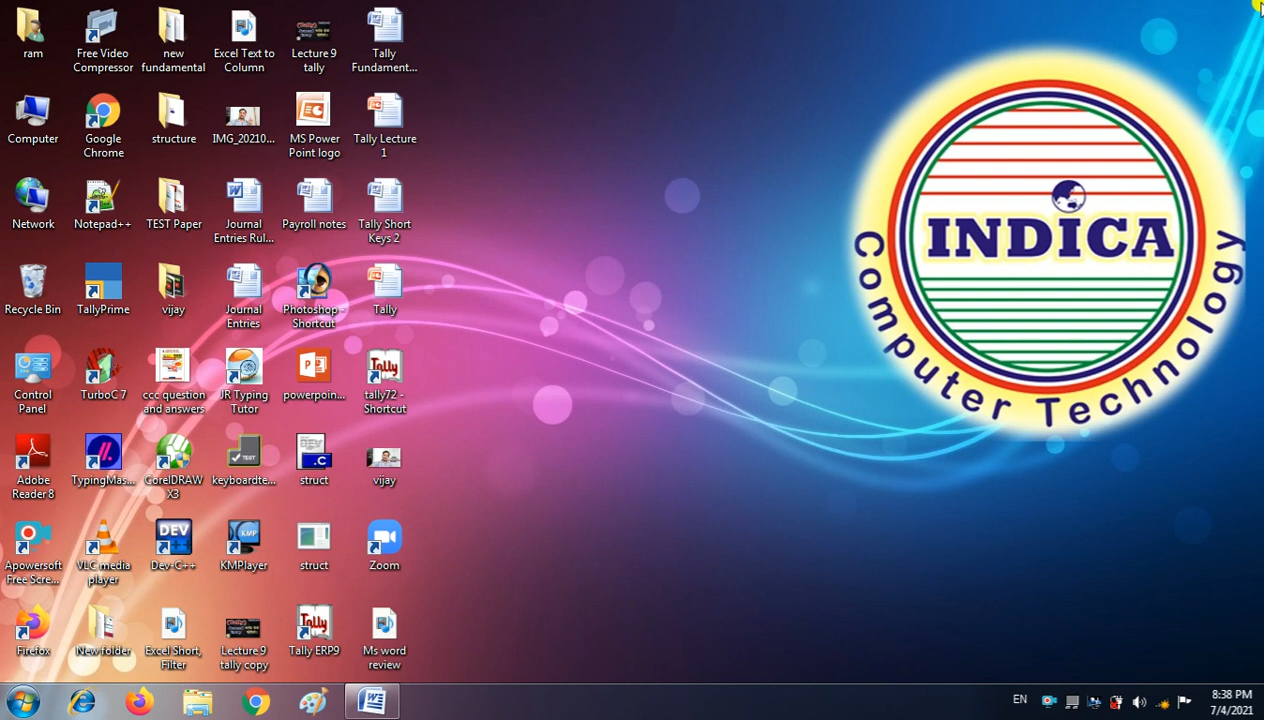 ram
Free Video
Compressor
new
fundamental
Excel Text to
Column
Lecture 9
tally
Tally
Fundament...
Computer
Google
Chrome
structure
IMG_20210...
MS Power
Point logo
Tally Lecture
1
Network
Notepad++
TEST Paper
Journal
Entries Rul...
Payroll notes
Tally Short
Keys 2
Recycle Bin
TallyPrime
vijay
Journal
Entries
Photoshop -
Shortcut
Tally
Control
Panel
TurboC 7
ccc question
and answers
JR Typing
Tutor
powerpoin...
Tally
tally72 -
Shortcut
Adobe
Reader 8
TypingMas...
CorelDRAW
X3
TEST
keyboardte...
.C
struct
vijay
Apowersoft
Free Scre...
VLC media
player
DEV
Dev-C++
KMP
KMPlayer
struct
Zoom
Firefox
New folder
Excel Short,
Filter
Lecture 9
tally copy
Tally
Tally ERP9
Ms word
review
INDICA
Computer Technology
EN
8:38 PM
7/4/2021